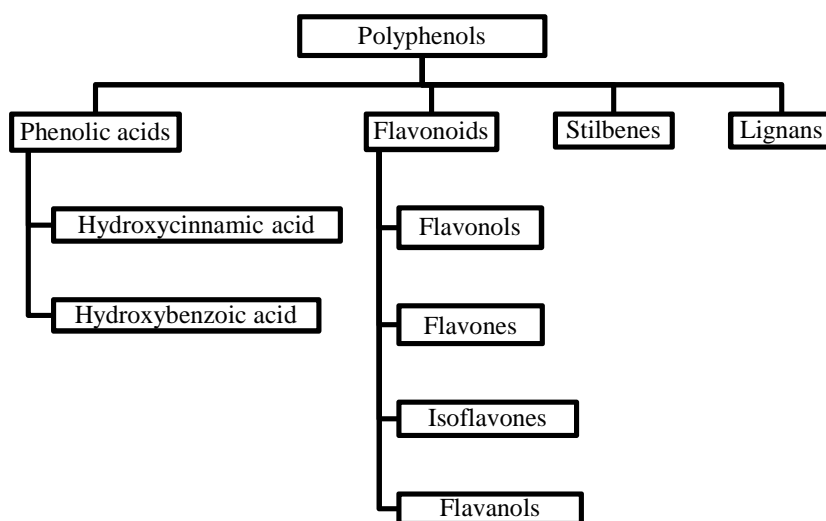 Polyphenols
Phenolic acids
Flavonoids
Stilbenes
Lignans
Hydroxycinnamic acid
Hydroxybenzoic acid
Flavonols
Flavones
Isoflavones
Flavanols